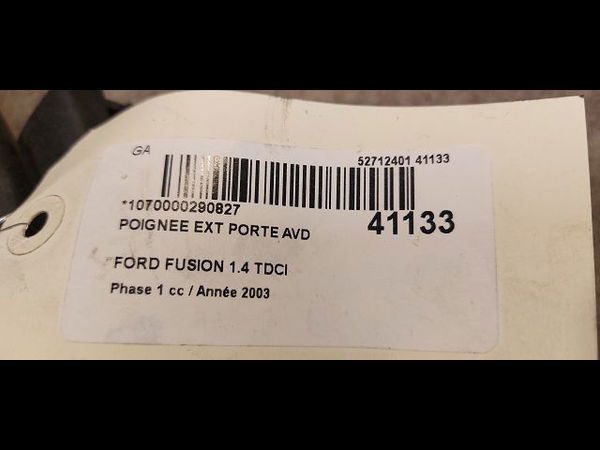 GA
52712401 41133
*1070000290827
41133
POIGNEE EXT PORTE AVD
FORD FUSION 1.4 TDCI
Phase 1 cc / Année 2003